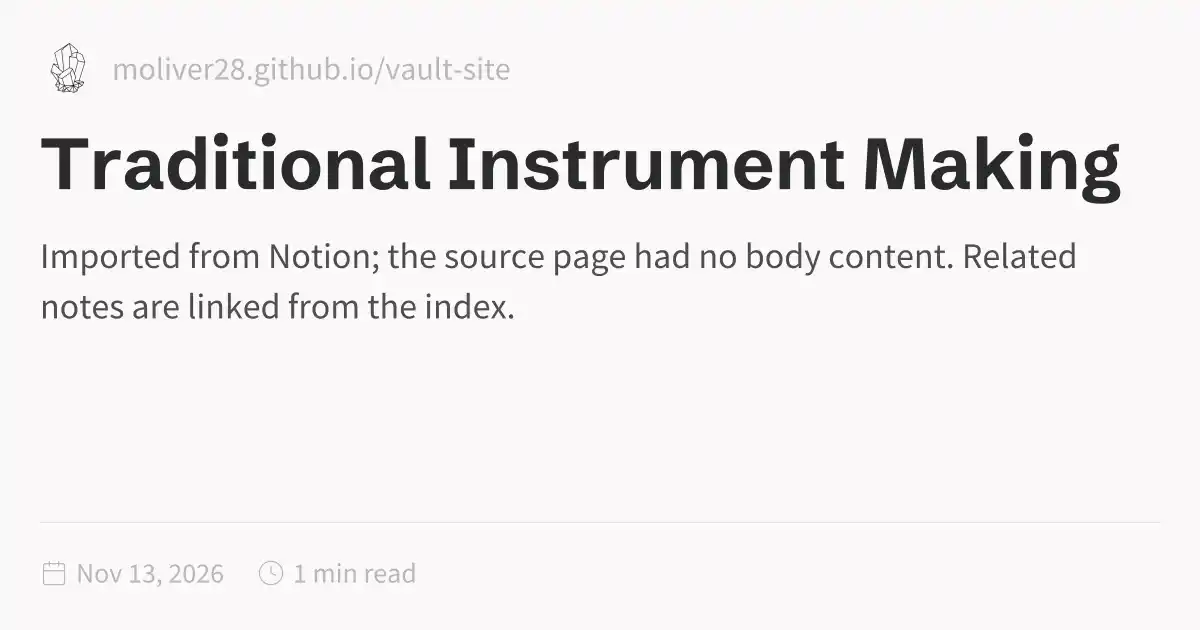 moliver28.github.io/vault-site
Traditional Instrument Making
Imported from Notion; the source page had no body content. Related
notes are linked from the index.
Nov 13, 2026 1 min read